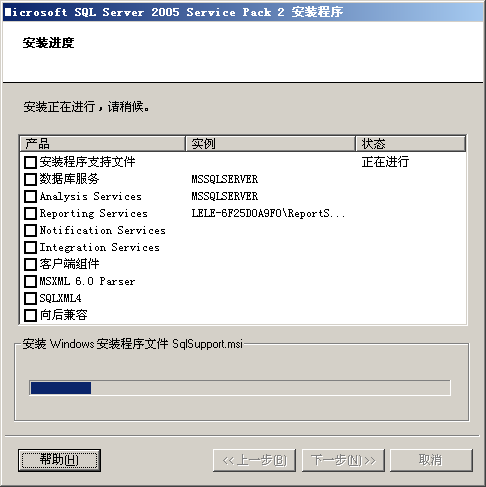 Microsoft SQL Server 2005 Service Pack 2 安装程序
安装进度
安装正在进行，请稍候。
产品 实例 状态
安装程序支持文件 正在进行
数据库服务 MSSQLSERVER
Analysis Services MSSQLSERVER
Reporting Services LELE-6F25D0A9F0\ReportS...
Notification Services
Integration Services
客户端组件
MSXML 6.0 Parser
SQLXML4
向后兼容
安装 Windows 安装程序文件 SqlSupport.msi
帮助(H) << 上一步(B) 下一步(N) >> 取消